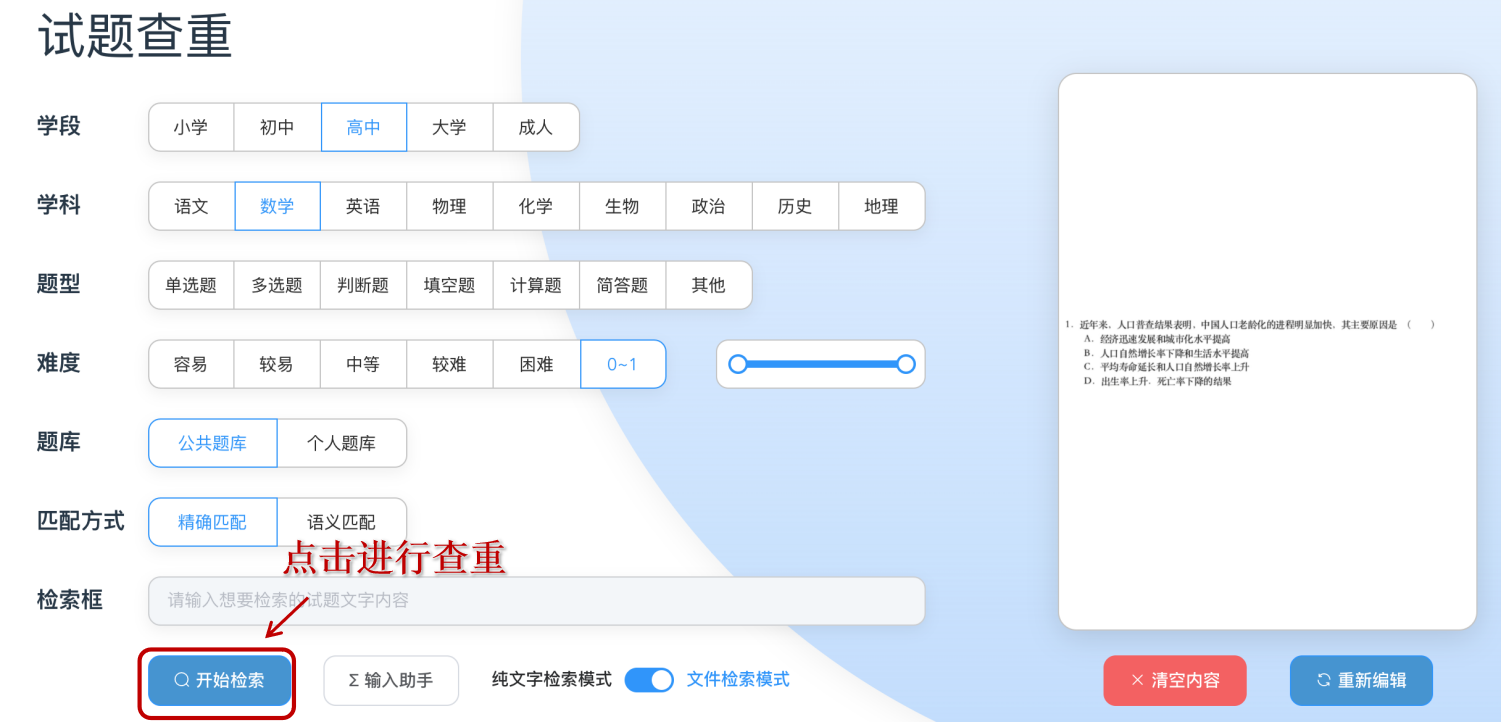 试题查重
学段 小学 初中 高中 大学 成人
学科 语文 数学 英语 物理 化学 生物 政治 历史 地理
题型 单选题 多选题 判断题 填空题 计算题 简答题 其他
难度 容易 较易 中等 较难 困难 0~1
题库 公共题库 个人题库
匹配方式 精确匹配 语义匹配
点击进行查重
检索框 请输入想要检索的试题文字内容
开始检索 Σ 输入助手 纯文字检索模式 文件检索模式
1. 近年来,人口普查结果表明,中国人口老龄化的进程明显加快,其主要原因是 ( )
A. 经济迅速发展和城市化水平提高
B. 人口自然增长率下降和生活水平提高
C. 平均寿命延长和人口自然增长率上升
D. 出生率上升,死亡率下降的结果
× 清空内容 重新编辑